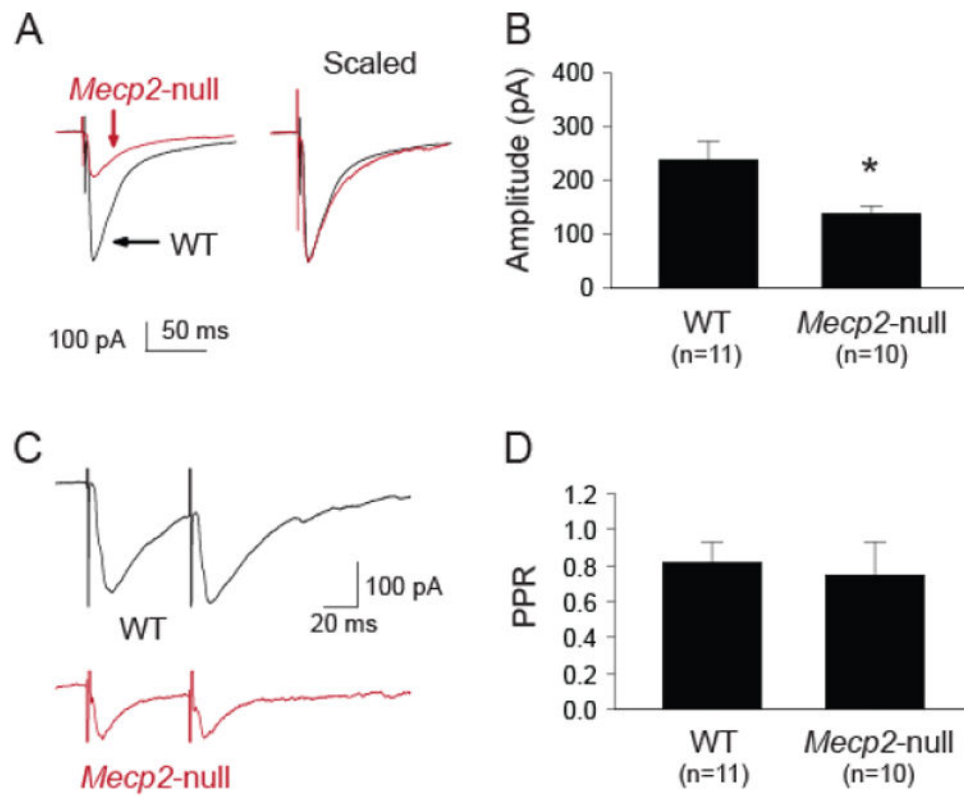 A
Mecp2-null
Scaled
WT
100 pA
50 ms
B
Amplitude (pA)
400
300
200
100
0
*
WT
Mecp2-null
(n=11)
(n=10)
C
WT
100 pA
20 ms
Mecp2-null
D
PPR
1.2
1.0
0.8
0.6
0.4
0.2
0.0
WT
Mecp2-null
(n=11)
(n=10)